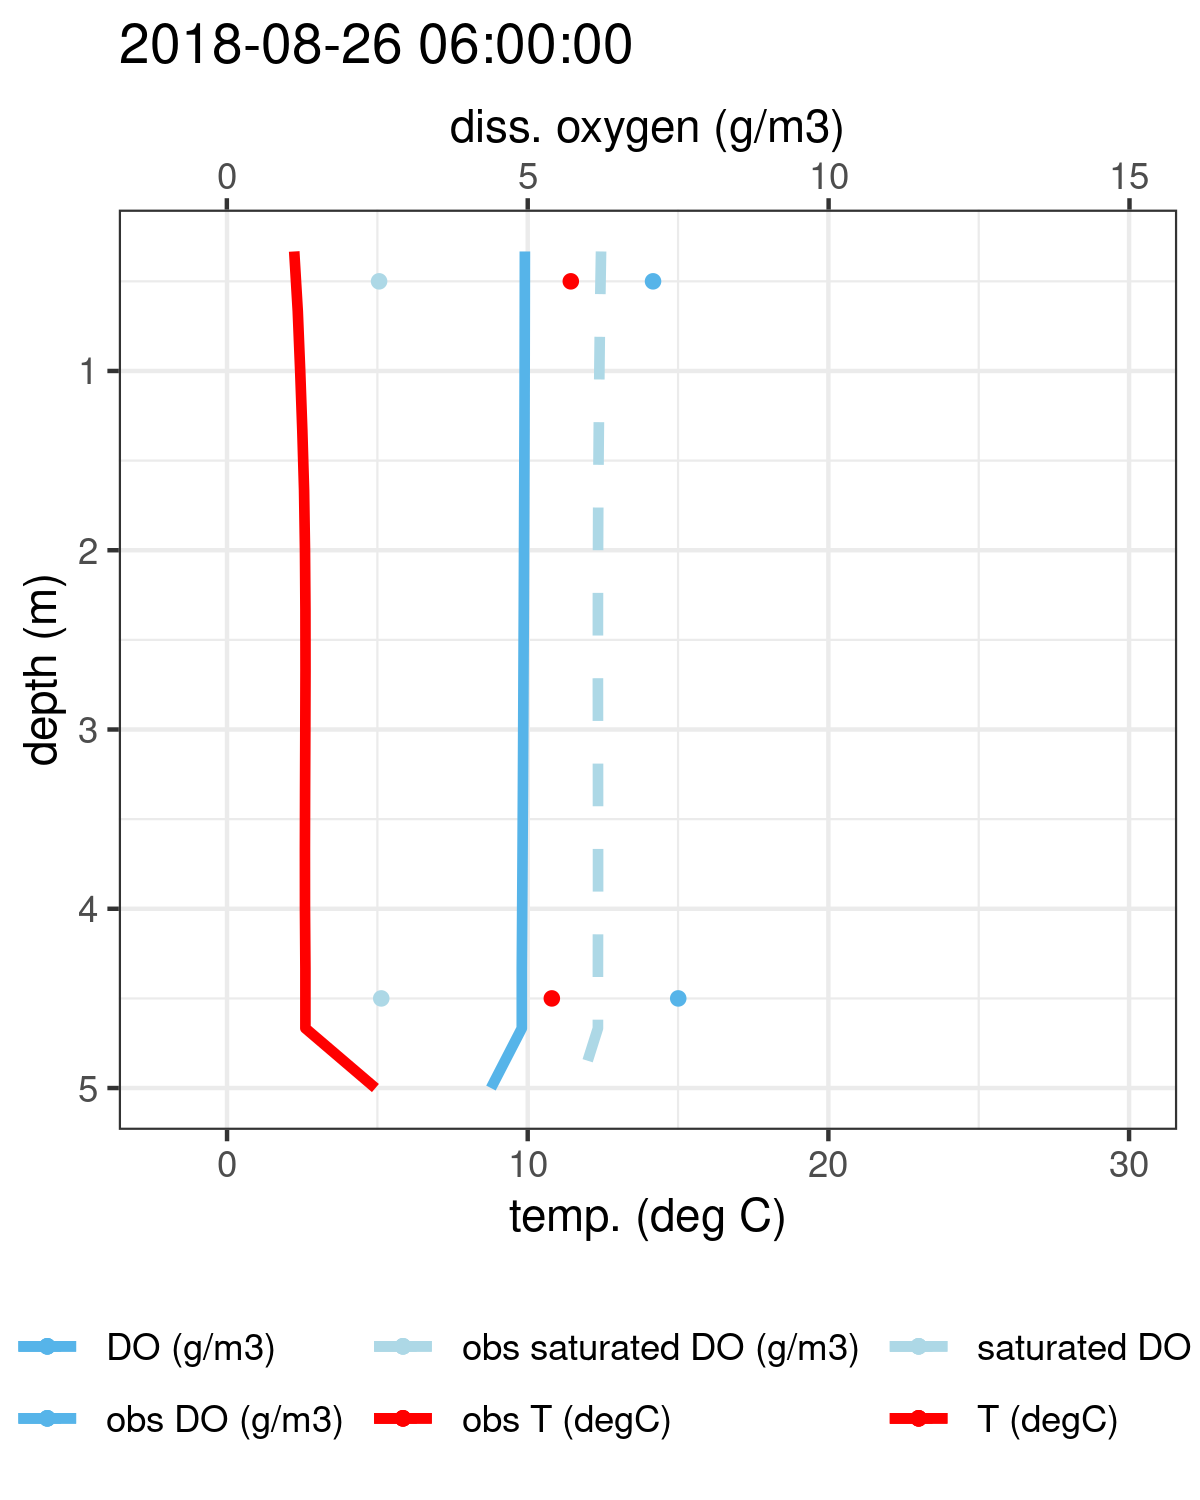 2018-08-26 06:00:00
diss. oxygen (g/m3)
0 5 10 15
1
2
3
4
5
depth (m)
0 10 20 30
temp. (deg C)
DO (g/m3) obs saturated DO (g/m3) saturated DO
obs DO (g/m3) obs T (degC) T (degC)